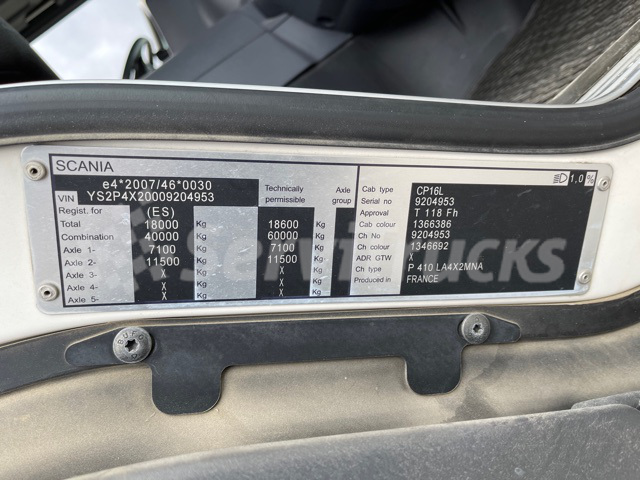 SCANIA
1,0 %
e4*2007/46*0030
VIN YS2P4X20009204953
Technically permissible
Axle group
Regist. for (ES)
Total 18000 Kg 18600 Kg
Combination 40000 Kg 60000 Kg
Axle 1- 7100 Kg 7100 Kg
Axle 2- 11500 Kg 11500 Kg
Axle 3- X Kg X Kg
Axle 4- X Kg X Kg
Axle 5- X Kg X Kg
Cab type CP16L
Serial no 9204953
Approval T 118 Fh
Cab colour 1366386
Ch No 9204953
Ch colour 1346692
ADR GTW X
Ch type P 410 LA4X2MNA
Produced in FRANCE
ServiTrucks
BUFO